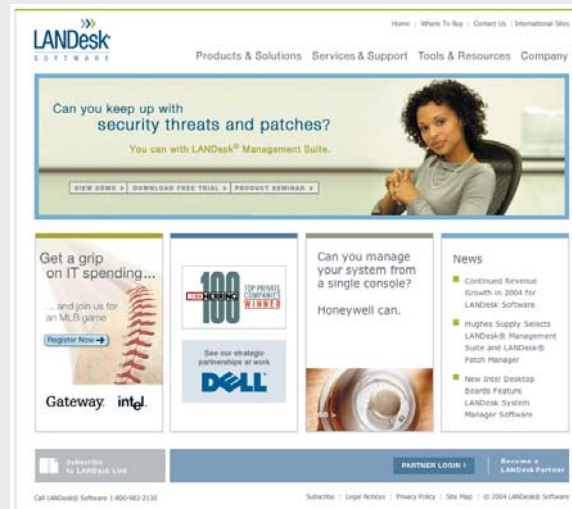 LANDesk
SOFTWARE
Home : Where To Buy : Contact Us : International Sites
Products & Solutions Services & Support Tools & Resources Company
Can you keep up with
security threats and patches?
You can with LANDesk® Management Suite.
VIEW DEMO > DOWNLOAD FREE TRIAL > PRODUCT SEMINAR >
Get a grip
on IT spending...
... and join us for
an MLB game
Register Now
Gateway. intel.
RED HERRING 100 TOP PRIVATE
COMPANIES
WINNER
See our strategic
partnerships at work
DELL
Can you manage
your system from
a single console?
Honeywell can.
GO >
News
Continued Revenue
Growth in 2004 for
LANDesk Software
Hughes Supply Selects
LANDesk® Management
Suite and LANDesk®
Patch Manager
New Intel Desktop
Boards Feature
LANDesk System
Manager Software
Subscribe
to LANDesk Link
PARTNER LOGIN >
Become a
LANDesk Partner
Call LANDesk® Software 1-800-982-2130
Subscribe : Legal Notices : Privacy Policy : Site Map : © 2004 LANDesk® Software